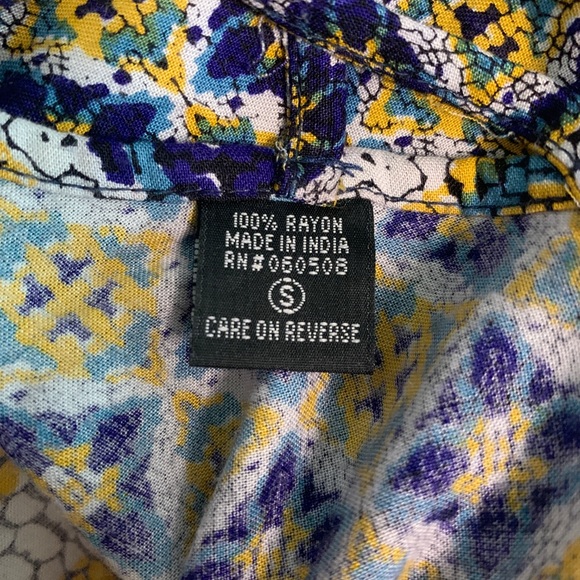 100% RAYON
MADE IN INDIA
RN#060508
S
CARE ON REVERSE